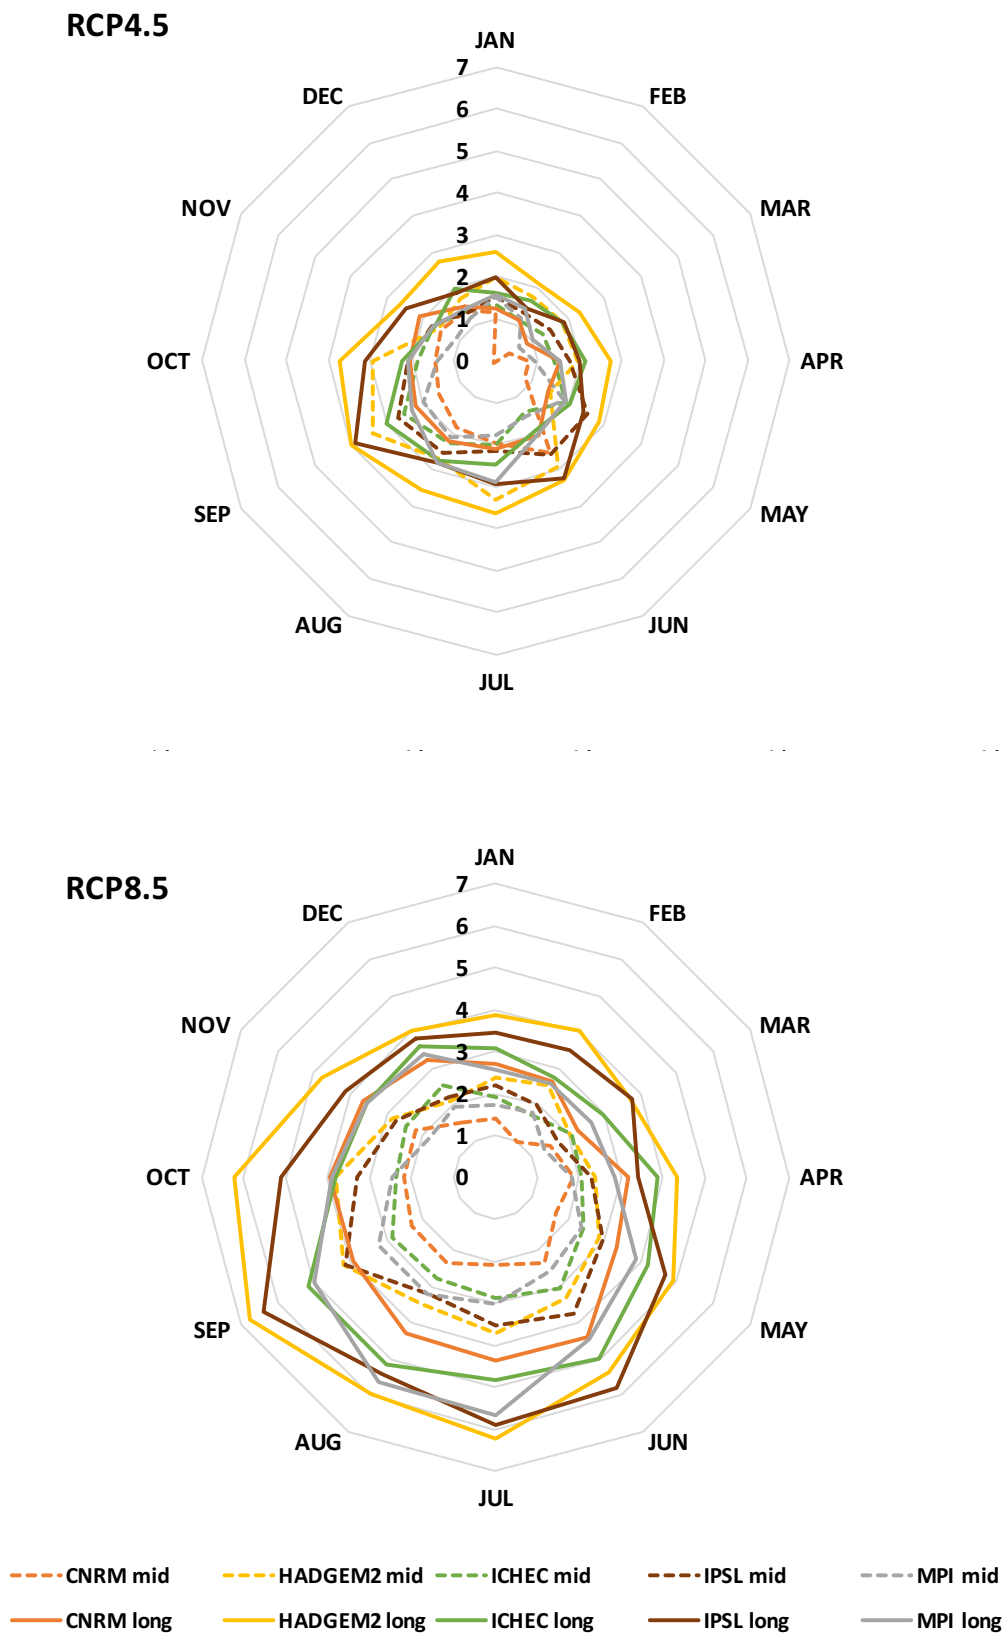 RCP4.5
JAN
7
DEC
FEB
6
5
4
NOV
MAR
3
2
1
OCT
0
APR
SEP
MAY
AUG
JUN
JUL
JAN
RCP8.5
7
DEC
FEB
6
5
4
NOV
MAR
3
2
1
OCT
0
APR
SEP
MAY
AUG
JUN
JUL
CNRM mid HADGEM2 mid ICHEC mid IPSL mid MPI mid
CNRM long HADGEM2 long ICHEC long IPSL long MPI long